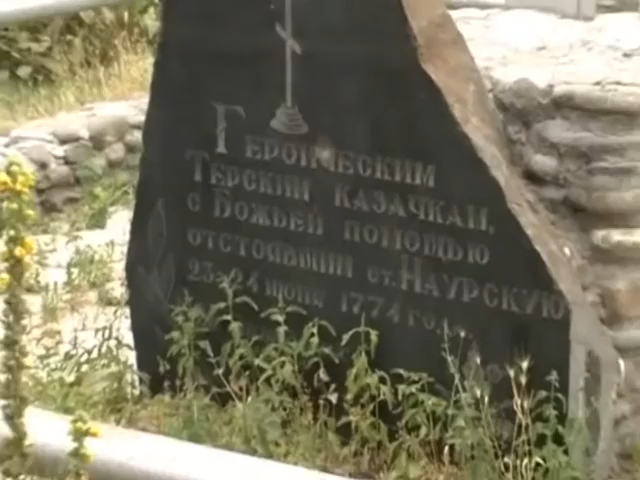 Героическим
Терским казачкам,
с Божьей помощью
отстоявшим ст. Наурскую
23-24 июня 1774 года